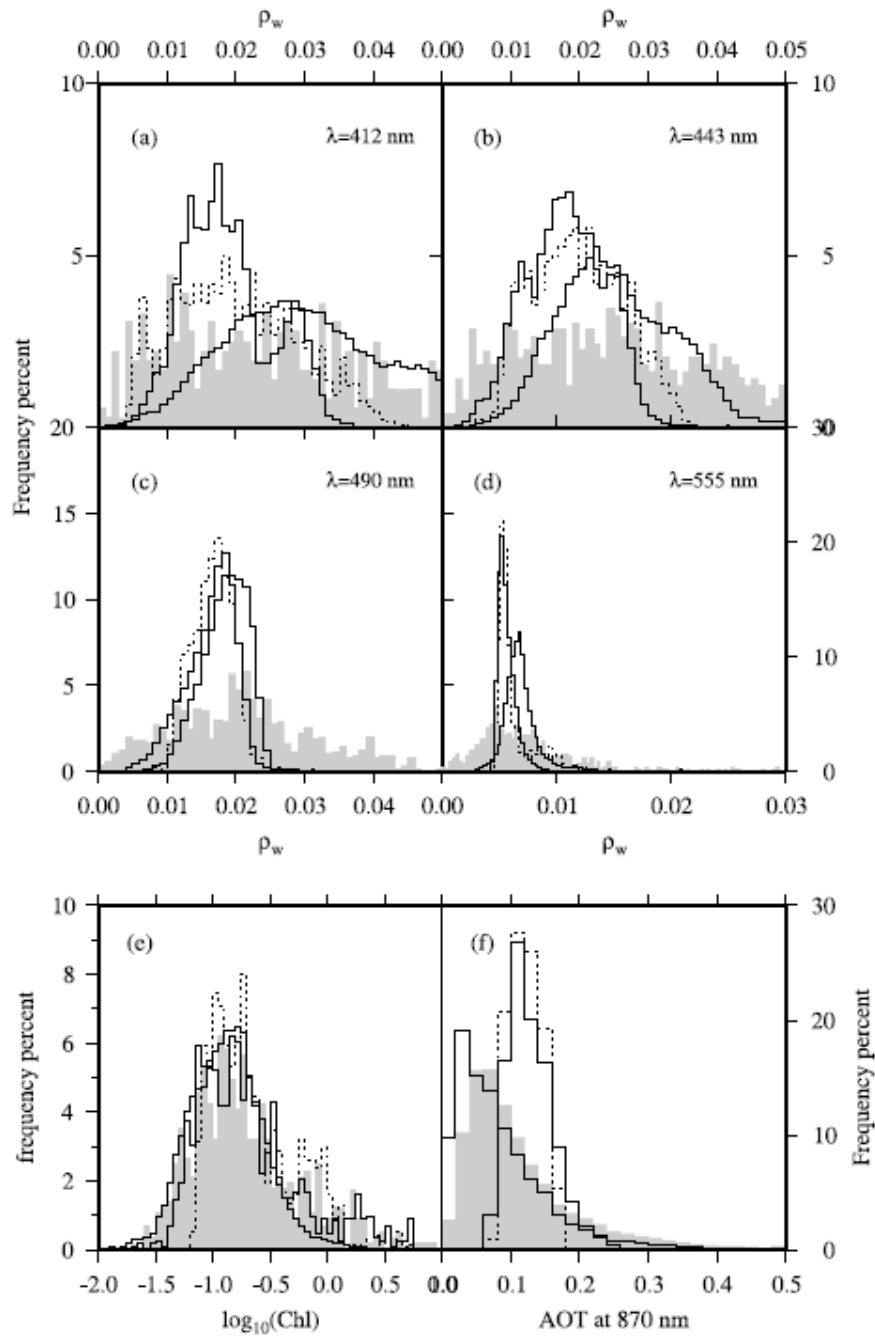 ρw ρw
0.00 0.01 0.02 0.03 0.04 0.00 0.01 0.02 0.03 0.04 0.05
10 10
(a) λ=412 nm (b) λ=443 nm
5 5
20 30
(c) λ=490 nm (d) λ=555 nm
Frequency percent
15
20
10
10
5
0 0
0.00 0.01 0.02 0.03 0.04 0.00 0.01 0.02 0.03
ρw ρw
10 30
(e) (f)
8
20
6
frequency percent Frequency percent
4
10
2
0 0
-2.0 -1.5 -1.0 -0.5 0.0 0.5 0.0 0.1 0.2 0.3 0.4 0.5
log10(Chl) AOT at 870 nm